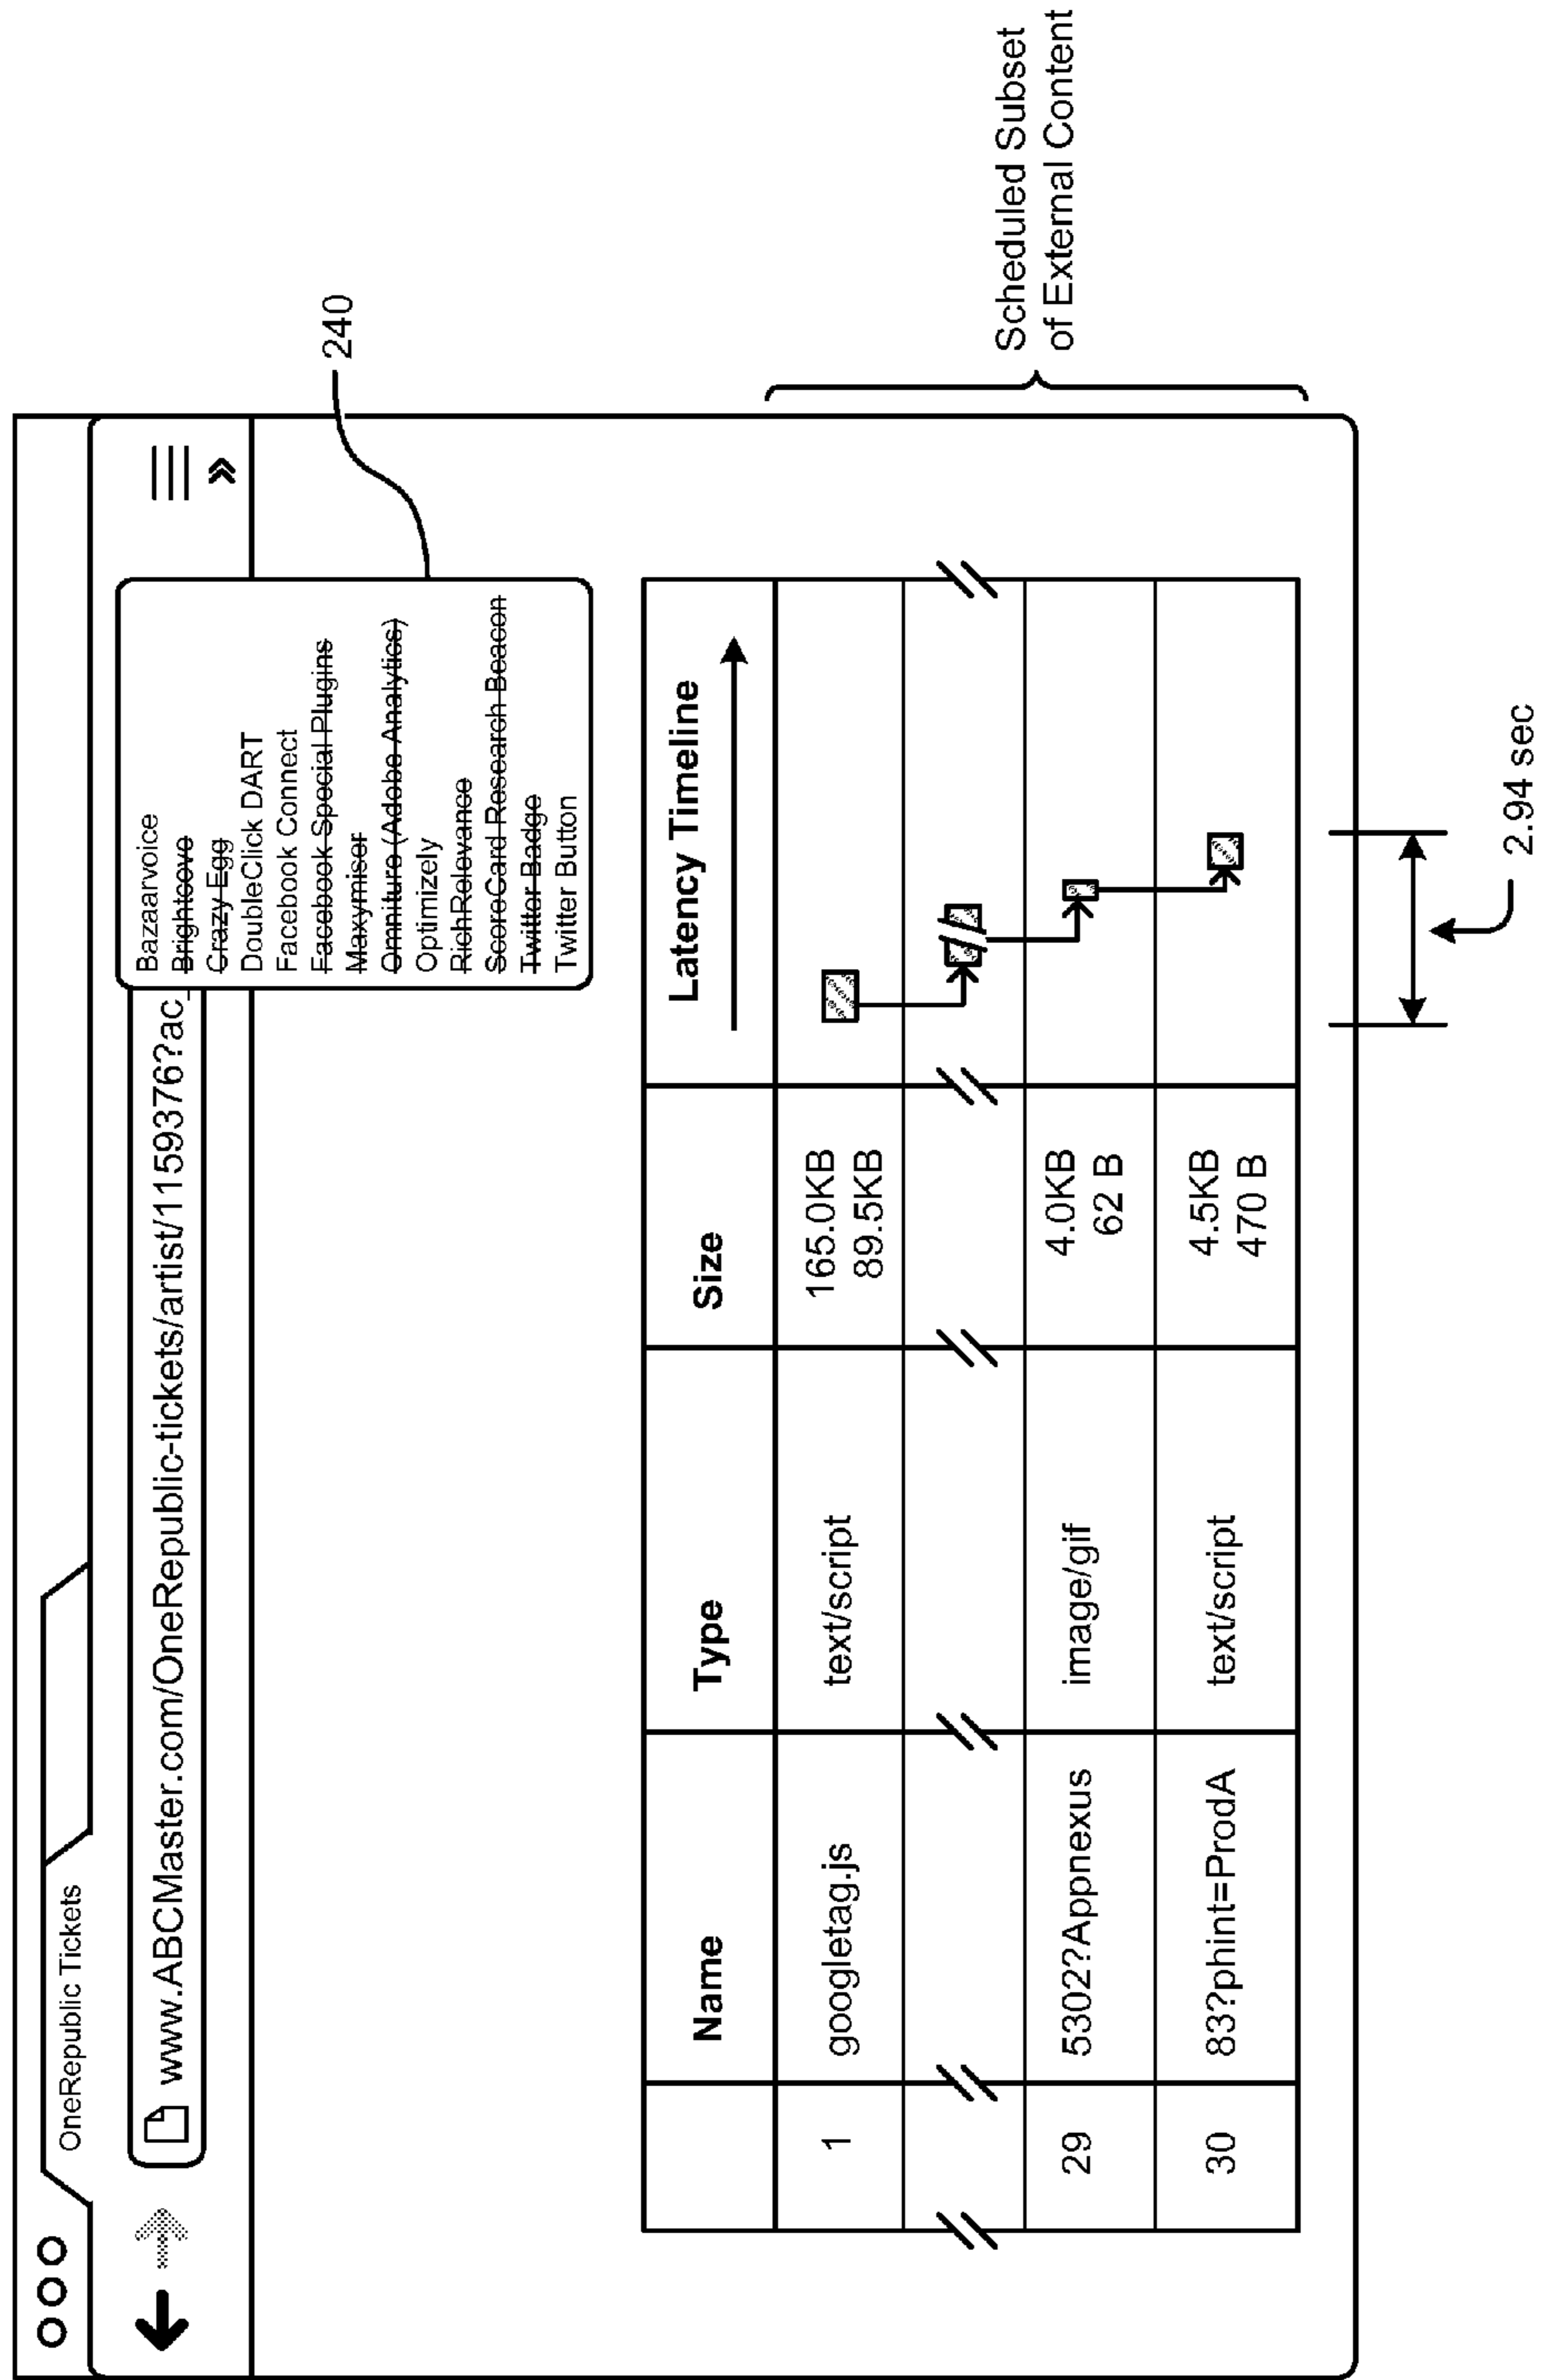 OneRepublic Tickets
www.ABCMaster.com/OneRepublic-tickets/artist/1159376?ac_
Bazaarvoice
Brightcove
Crazy Egg
DoubleClick DART
Facebook Connect
Facebook Special Plugins
Maxymiser
Omniture (Adobe Analytics)
Optimizely
RichRelevance
ScoreCard Research Beacon
Twitter Badge
Twitter Button
240
Name Type Size Latency Timeline
1 googletag.js text/script 165.0KB
89.5KB
29 5302?Appnexus image/gif 4.0KB
62 B
30 83?phint=ProdA text/script 4.5KB
470 B
Scheduled Subset
of External Content
2.94 sec